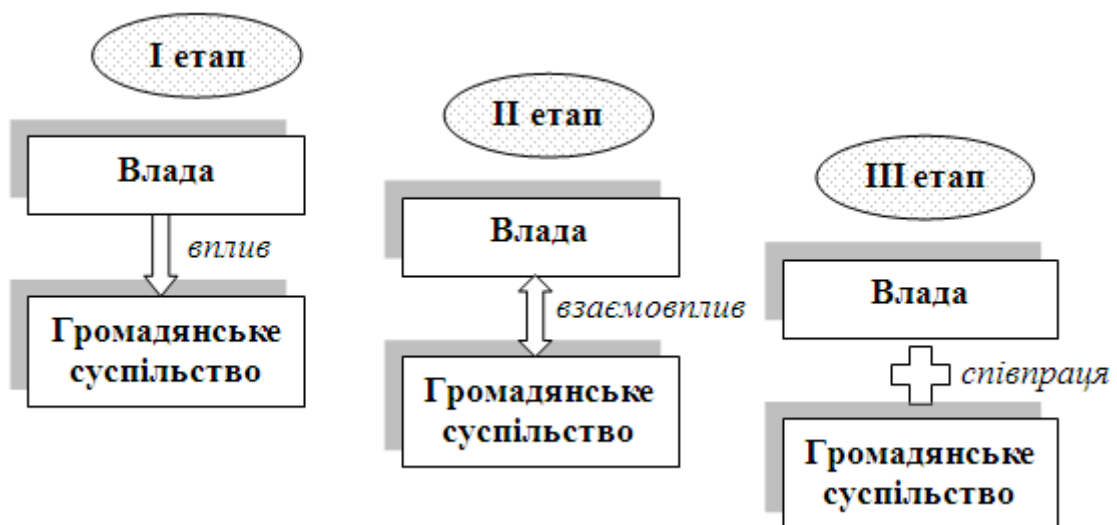 І етап
Влада
вплив
Громадянське
суспільство
ІІ етап
Влада
взаємовплив
Громадянське
суспільство
ІІІ етап
Влада
співпраця
Громадянське
суспільство